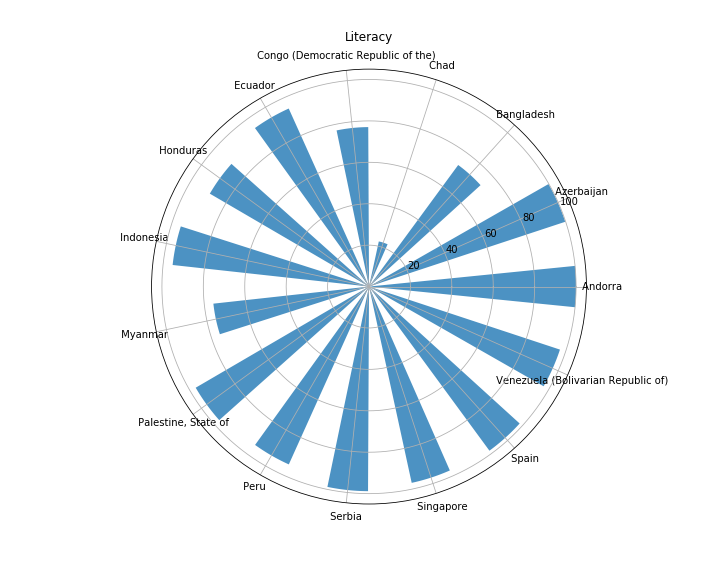 Literacy
Congo (Democratic Republic of the)
Chad
Ecuador
Bangladesh
Honduras
Azerbaijan
100
80
60
Indonesia
40
20
Andorra
Myanmar
Venezuela (Bolivarian Republic of)
Palestine, State of
Spain
Peru
Singapore
Serbia